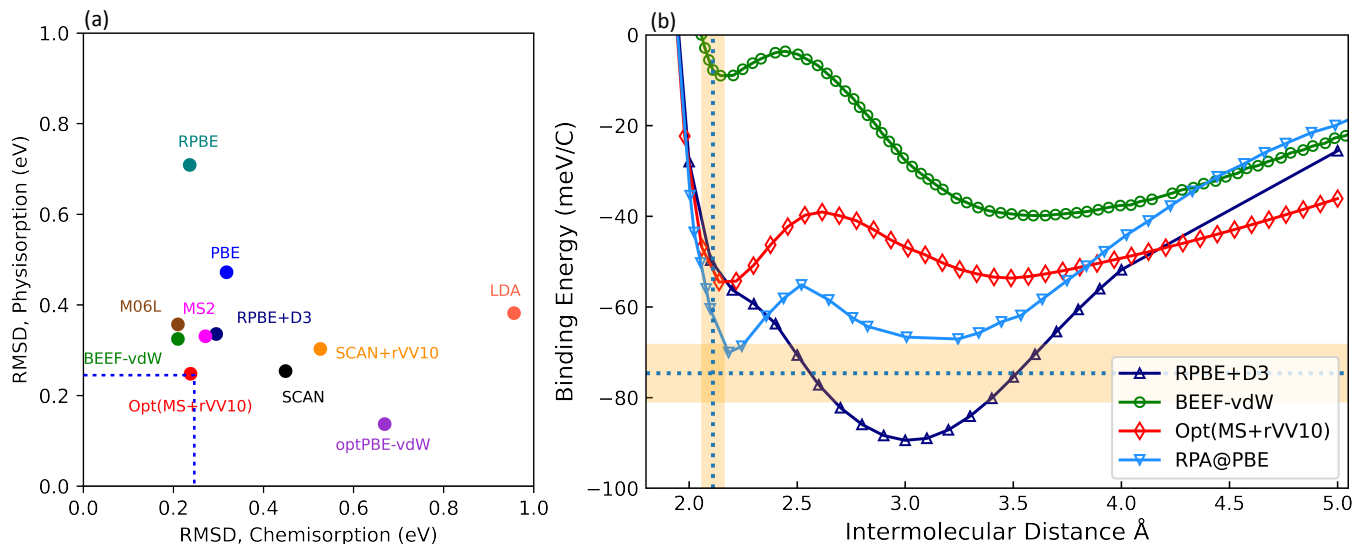 (a)
1.0
0.8
0.6
0.4
0.2
0.0
RMSD, Physisorption (eV)
RPBE
PBE
LDA
M06L
MS2
RPBE+D3
BEEF-vdW
SCAN+rVV10
Opt(MS+rVV10)
SCAN
optPBE-vdW
0.0 0.2 0.4 0.6 0.8 1.0
RMSD, Chemisorption (eV)
(b)
0
−20
−40
−60
−80
−100
Binding Energy (meV/C)
RPBE+D3
BEEF-vdW
Opt(MS+rVV10)
RPA@PBE
2.0 2.5 3.0 3.5 4.0 4.5 5.0
Intermolecular Distance Å